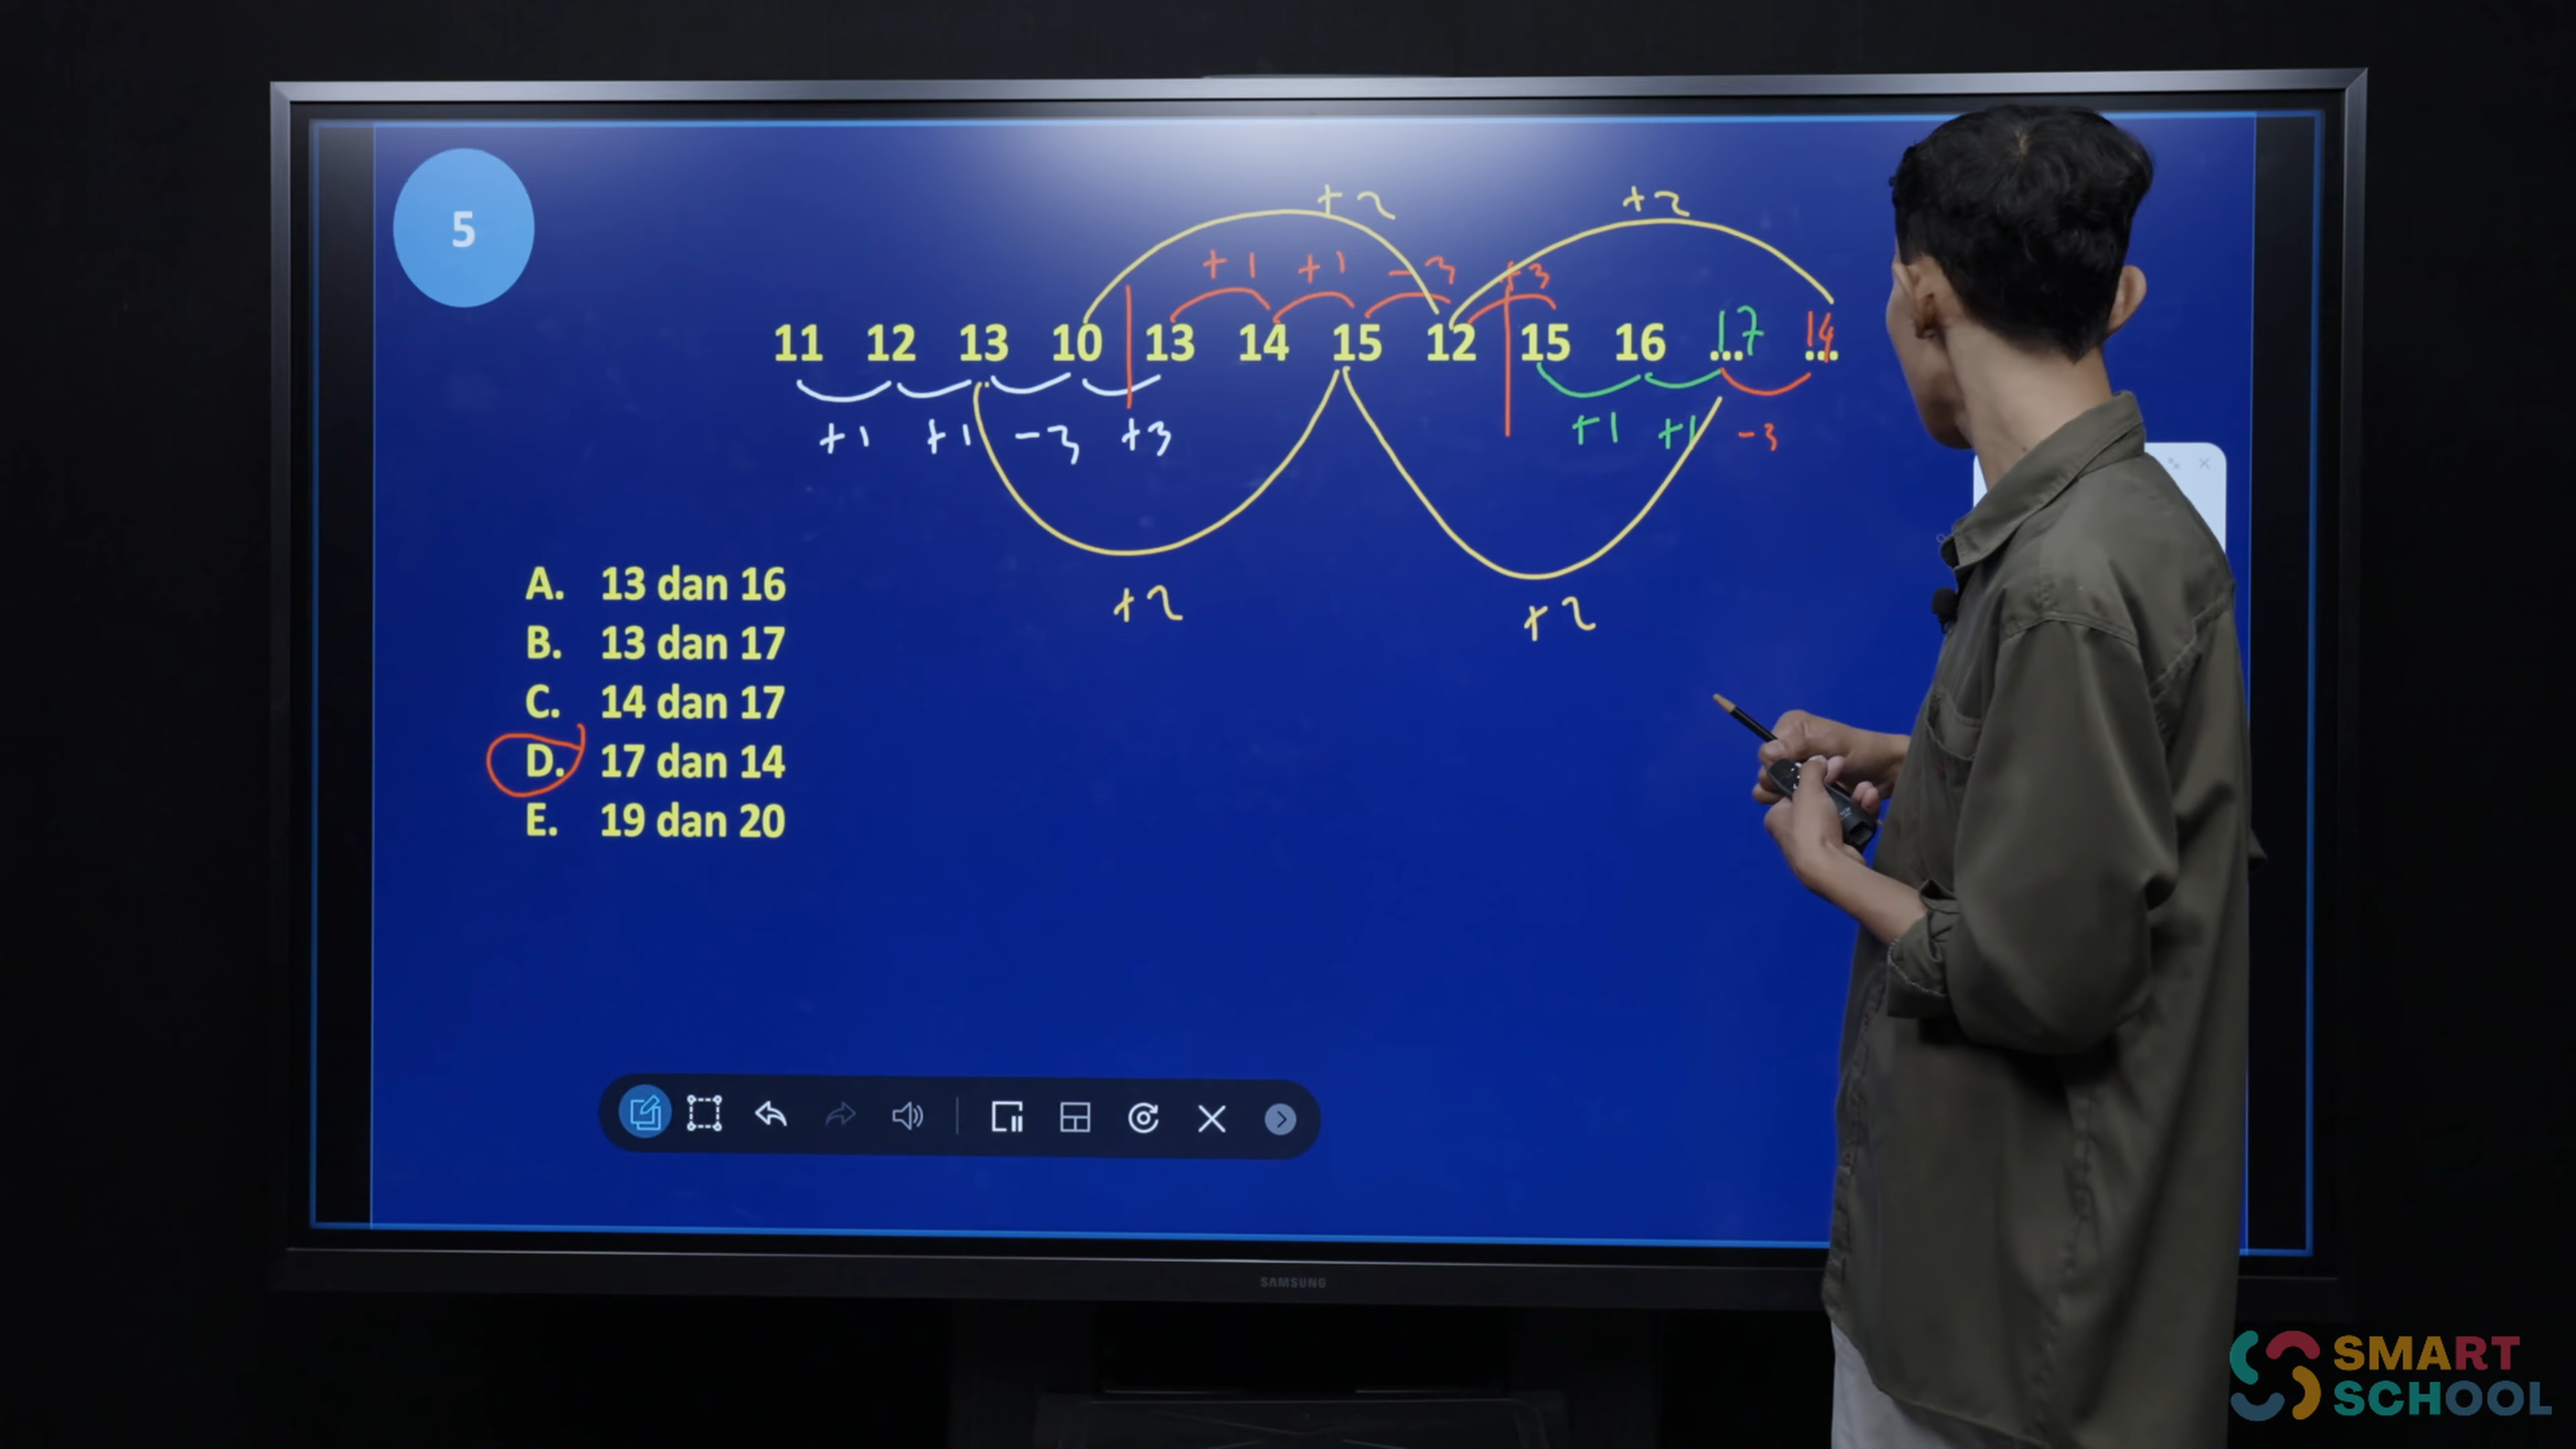 5
+2 +2
+1 +1 -3 +3
11 12 13 10 13 14 15 12 15 16 ...17 ...14
+1 +1 -3 +3 +1 +1 -3
+2 +2
A. 13 dan 16
B. 13 dan 17
C. 14 dan 17
D. 17 dan 14
E. 19 dan 20
SAMSUNG
SMART
SCHOOL